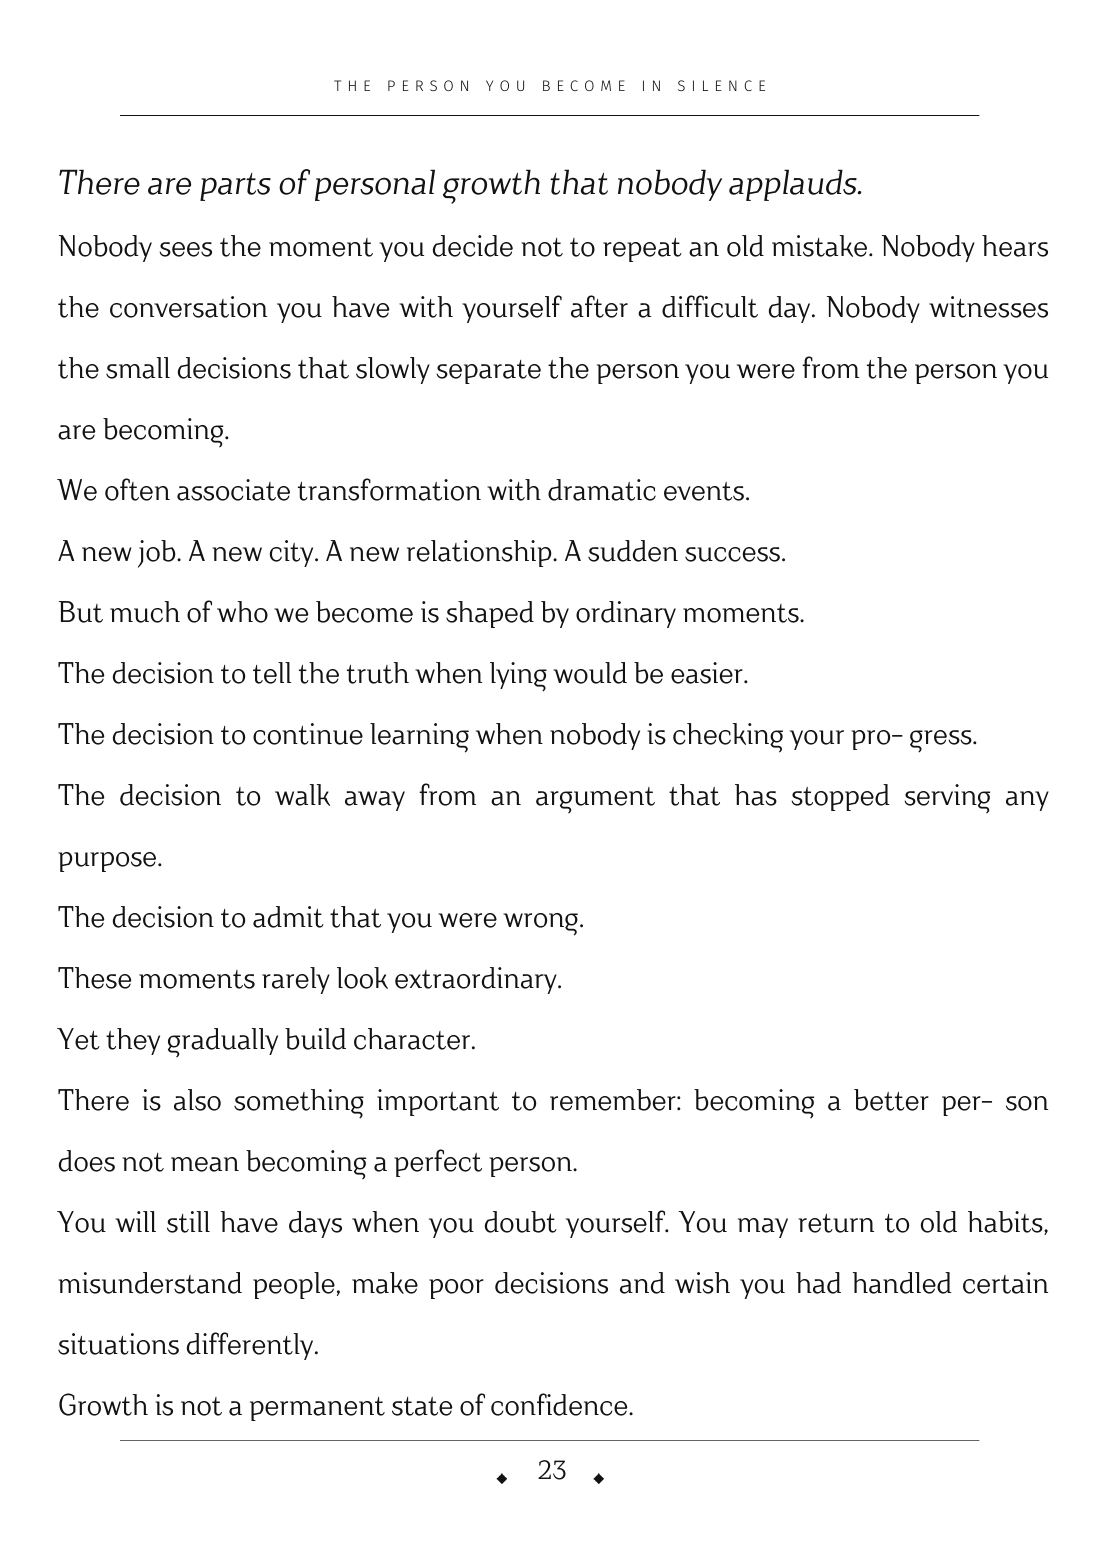 THE PERSON YOU BECOME IN SILENCE
There are parts of personal growth that nobody applauds.
Nobody sees the moment you decide not to repeat an old mistake. Nobody hears
the conversation you have with yourself after a difficult day. Nobody witnesses
the small decisions that slowly separate the person you were from the person you
are becoming.
We often associate transformation with dramatic events.
A new job. A new city. A new relationship. A sudden success.
But much of who we become is shaped by ordinary moments.
The decision to tell the truth when lying would be easier.
The decision to continue learning when nobody is checking your pro- gress.
The decision to walk away from an argument that has stopped serving any
purpose.
The decision to admit that you were wrong.
These moments rarely look extraordinary.
Yet they gradually build character.
There is also something important to remember: becoming a better per- son
does not mean becoming a perfect person.
You will still have days when you doubt yourself. You may return to old habits,
misunderstand people, make poor decisions and wish you had handled certain
situations differently.
Growth is not a permanent state of confidence.
◆ 23 ◆